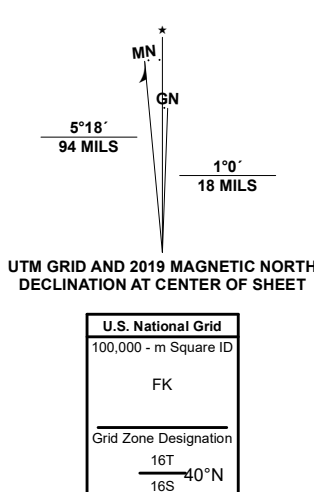 ★
MN
GN
5°18´
94 MILS
1°0´
18 MILS
UTM GRID AND 2019 MAGNETIC NORTH
DECLINATION AT CENTER OF SHEET
U.S. National Grid
100,000 - m Square ID
FK
Grid Zone Designation
16T
40°N
16S